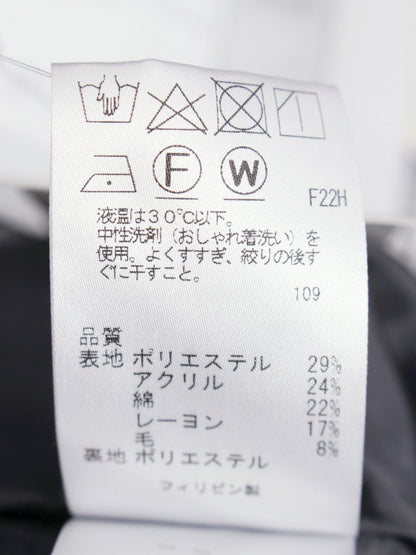 F W
F22H
液温は30℃以下。
中性洗剤（おしゃれ着洗い）を
使用。よくすすぎ、絞りの後す
ぐに干すこと。
109
品質
表地 ポリエステル 29%
アクリル 24%
綿 22%
レーヨン 17%
毛 8%
裏地 ポリエステル
フィリピン製